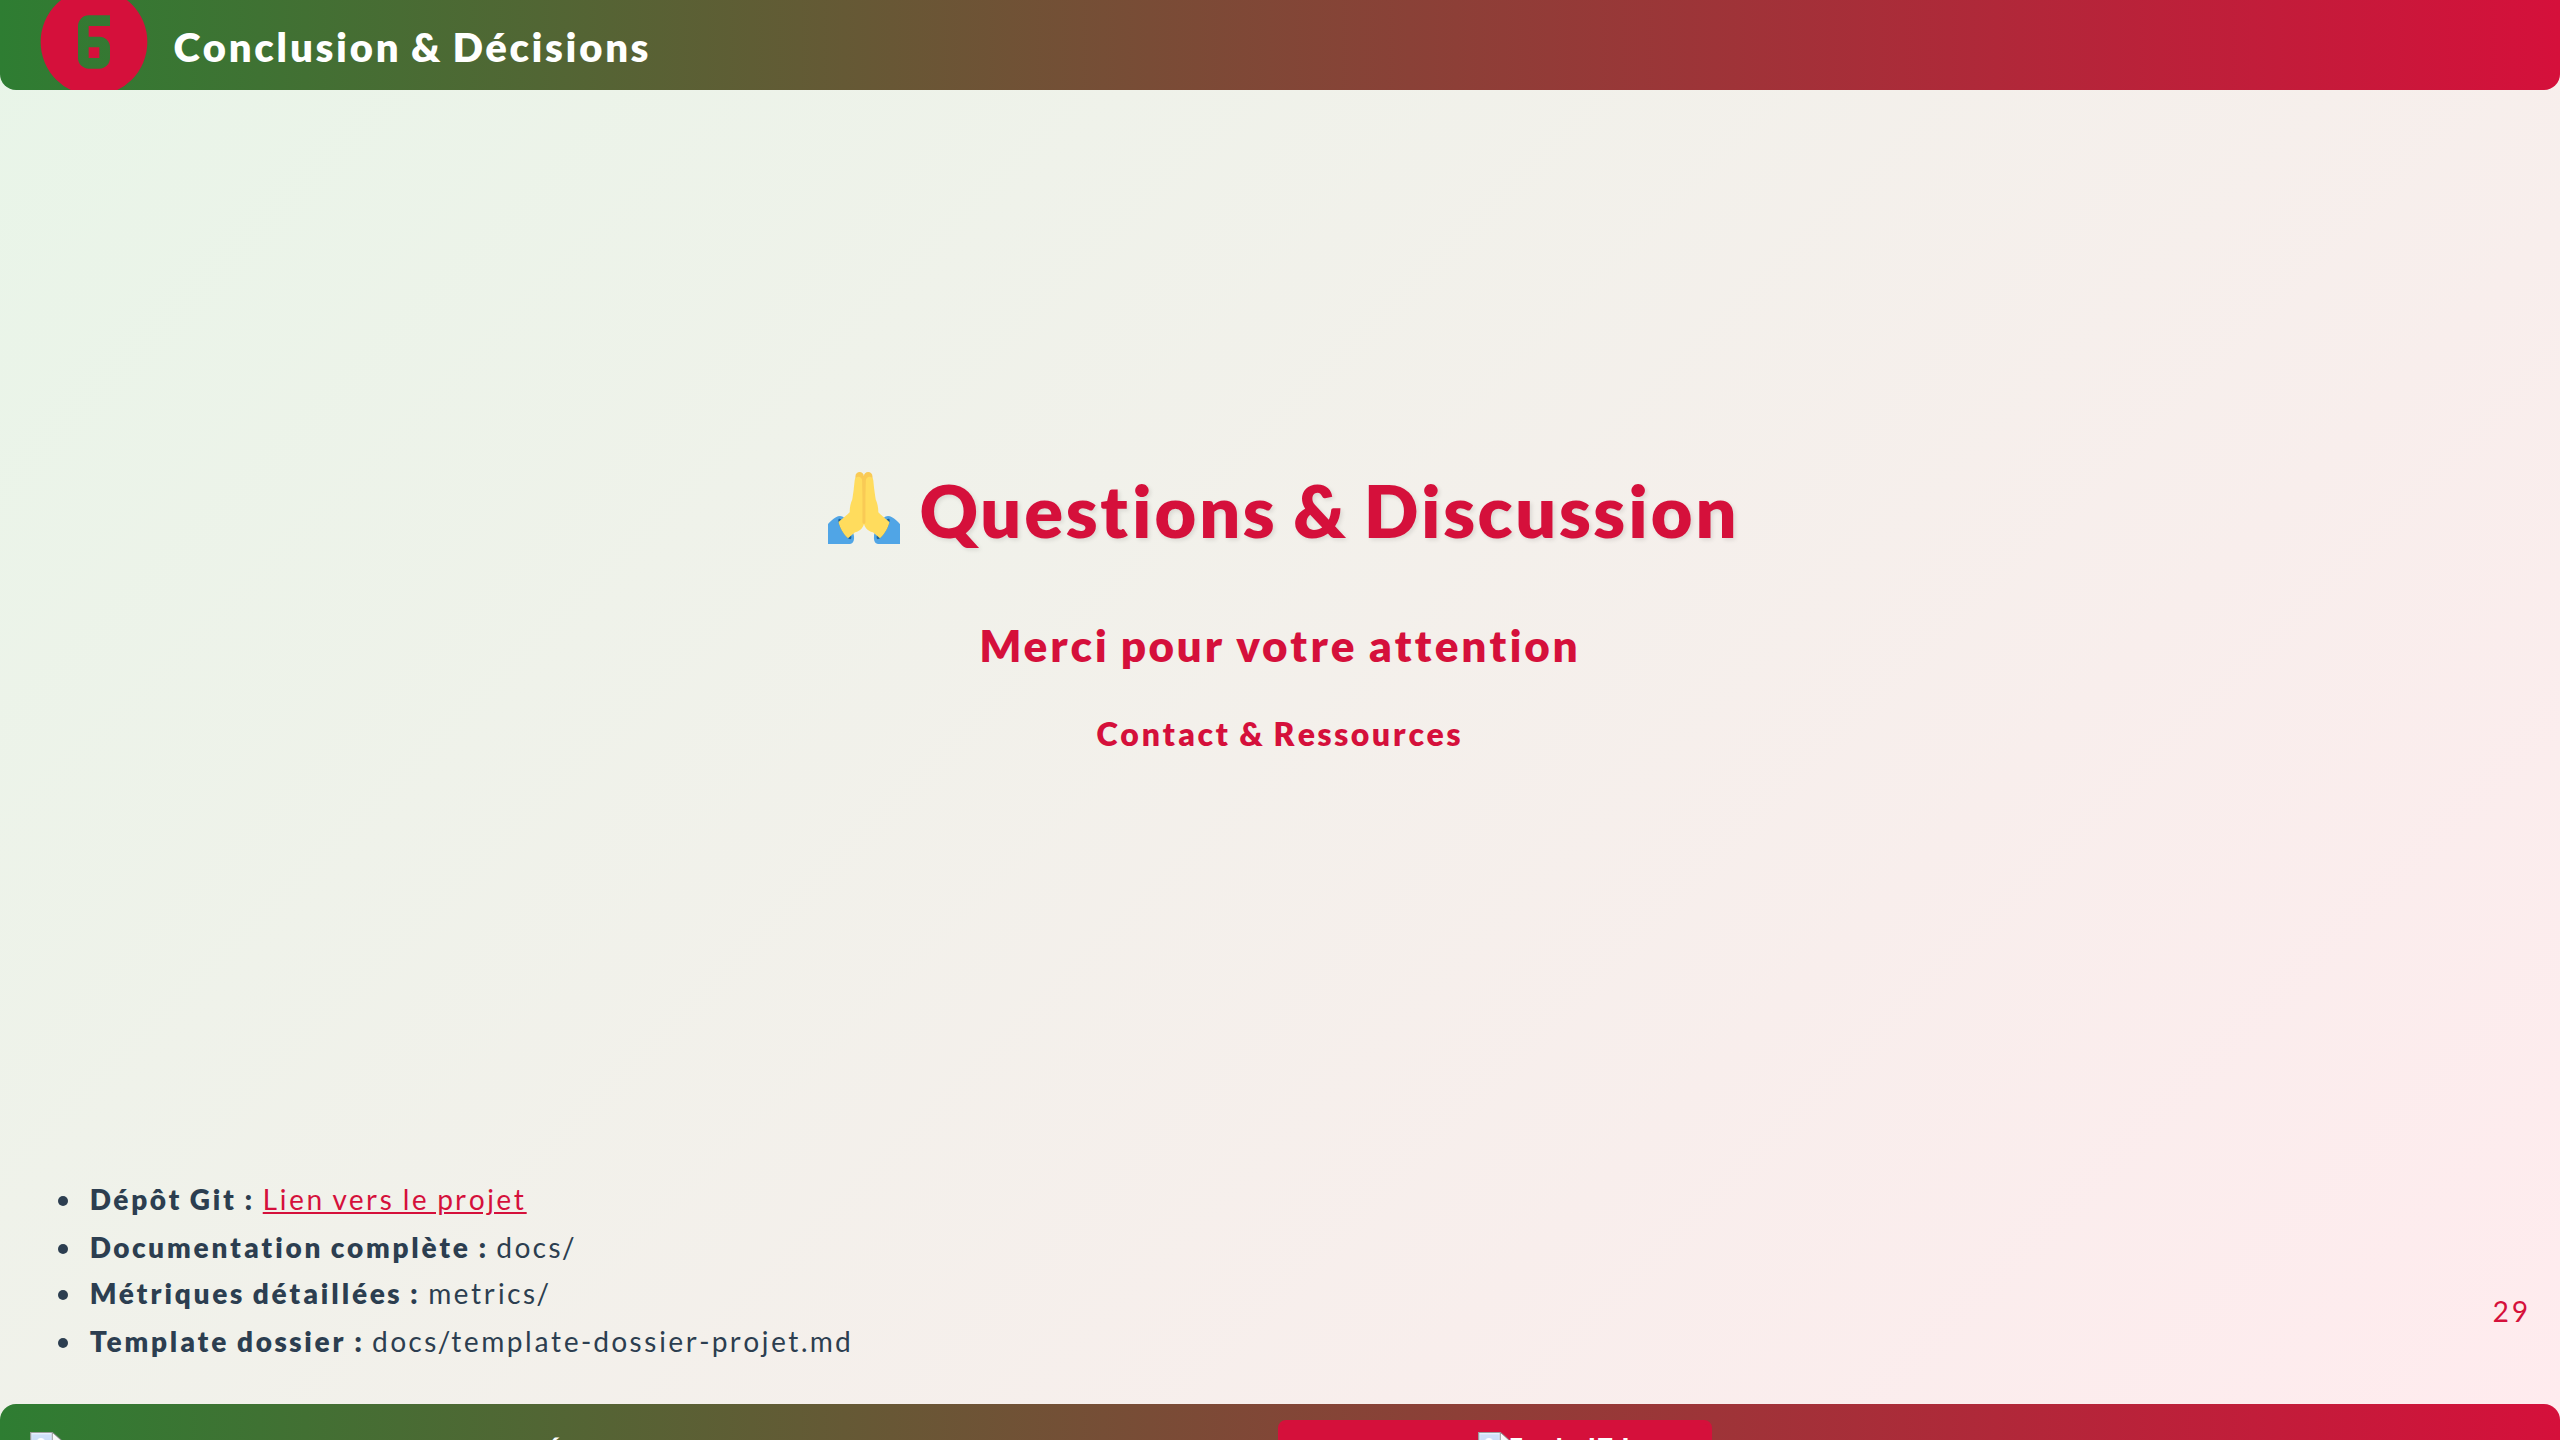 6
Conclusion & Décisions
🙏 Questions & Discussion
Merci pour votre attention
Contact & Ressources
• Dépôt Git : Lien vers le projet
• Documentation complète : docs/
• Métriques détaillées : metrics/
• Template dossier : docs/template-dossier-projet.md
29